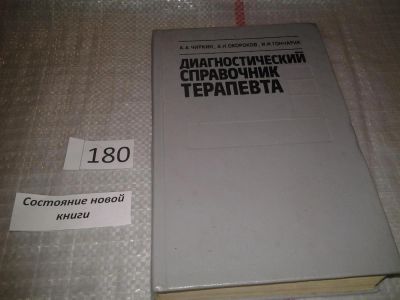 А.А.ЧИРКИН, А.Н.ОКОРОКОВ, И.И.ГОНЧАРИК
ДИАГНОСТИЧЕСКИЙ
СПРАВОЧНИК
ТЕРАПЕВТА
180
Состояние новой
книги